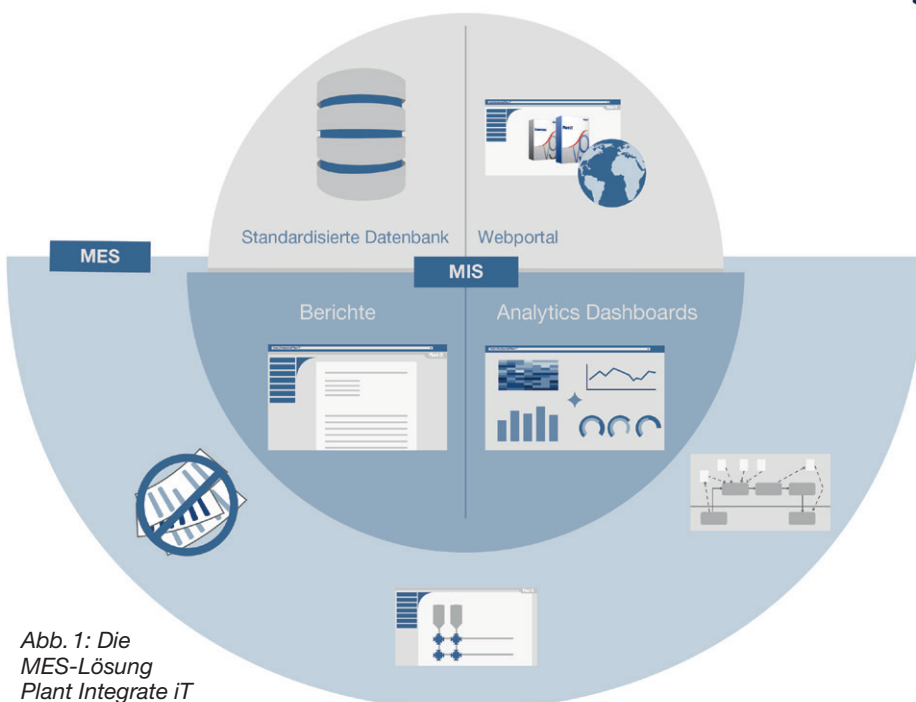 Standardisierte Datenbank
Webportal
MES
MIS
Berichte
Analytics Dashboards
Abb. 1: Die
MES-Lösung
Plant Integrate iT